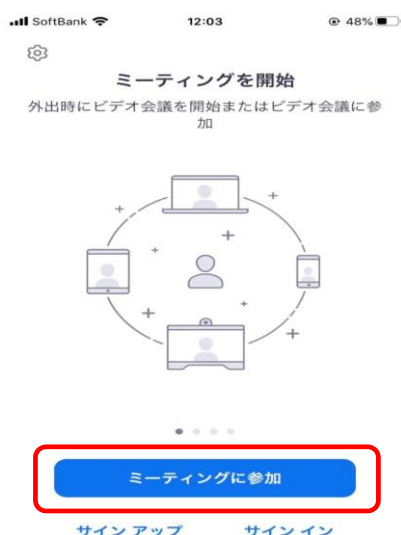 SoftBank 12:03 48%
ミーティングを開始
外出時にビデオ会議を開始またはビデオ会議に参
加
ミーティングに参加
サイン アップ サイン イン